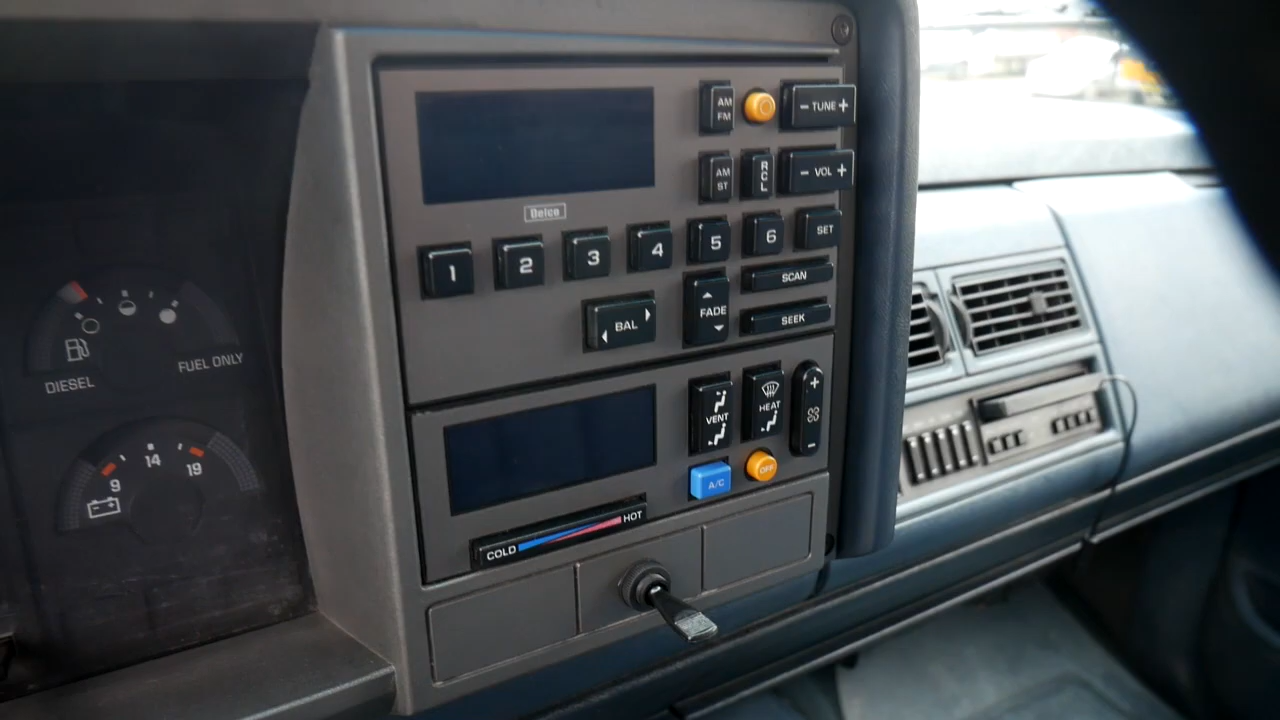 AM
FM
- TUNE +
AM
ST
RCL
- VOL +
Delco
1 2 3 4 5 6 SET
SCAN
BAL
FADE
SEEK
VENT
HEAT
+
-
A/C
OFF
COLD HOT
DIESEL
FUEL ONLY
9 14 19
- +